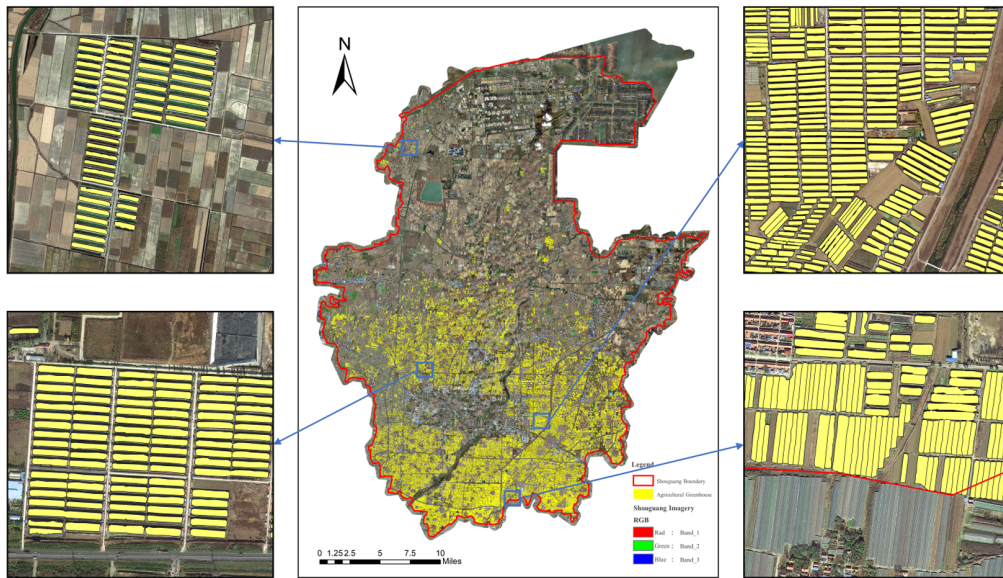 N
Legend
Shouguang Boundary
Agricultural Greenhouse
Shouguang Imagery
RGB
Rad : Band_1
Green : Band_2
Blue : Band_3
0 1.25 2.5 5 7.5 10
Miles